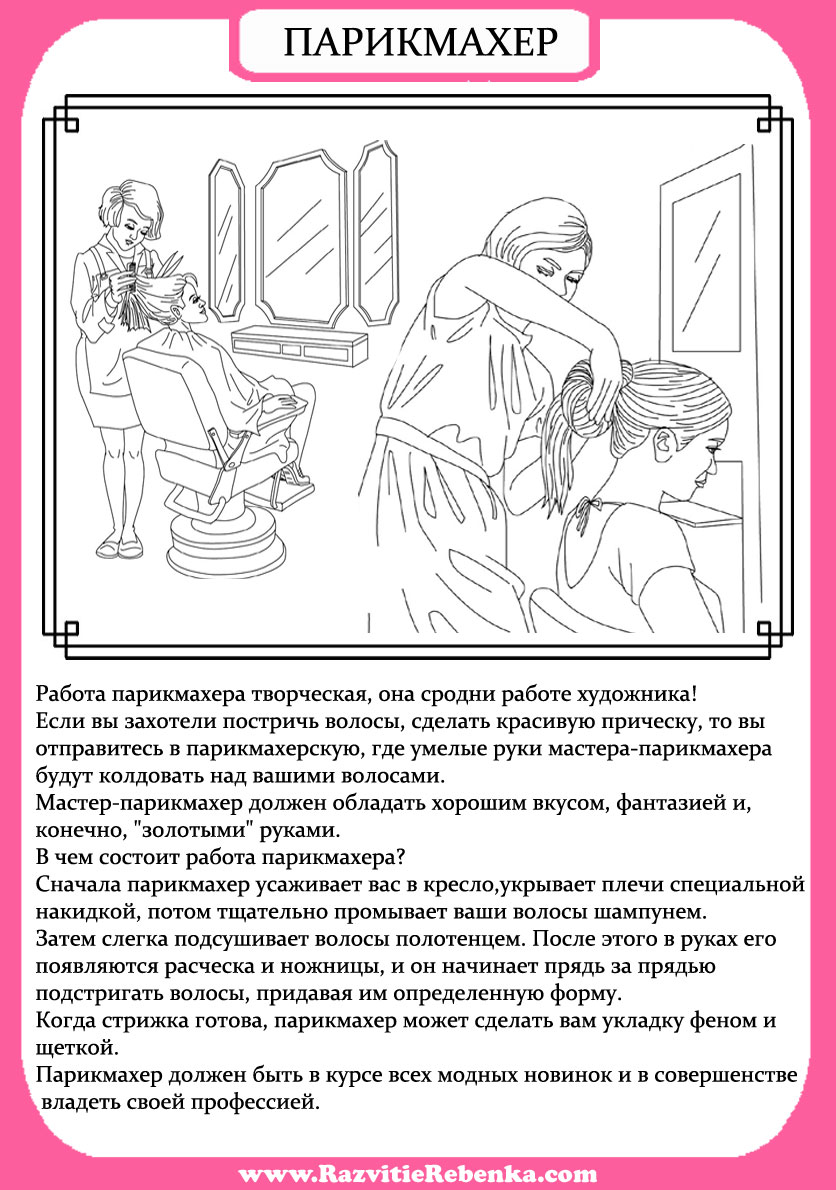 ПАРИКМАХЕР
Работа парикмахера творческая, она сродни работе художника!
Если вы захотели постричь волосы, сделать красивую прическу, то вы
отправитесь в парикмахерскую, где умелые руки мастера-парикмахера
будут колдовать над вашими волосами.
Мастер-парикмахер должен обладать хорошим вкусом, фантазией и,
конечно, "золотыми" руками.
В чем состоит работа парикмахера?
Сначала парикмахер усаживает вас в кресло,укрывает плечи специальной
накидкой, потом тщательно промывает ваши волосы шампунем.
Затем слегка подсушивает волосы полотенцем. После этого в руках его
появляются расческа и ножницы, и он начинает прядь за прядью
подстригать волосы, придавая им определенную форму.
Когда стрижка готова, парикмахер может сделать вам укладку феном и
щеткой.
Парикмахер должен быть в курсе всех модных новинок и в совершенстве
владеть своей профессией.
www.RazvitieRebenka.com